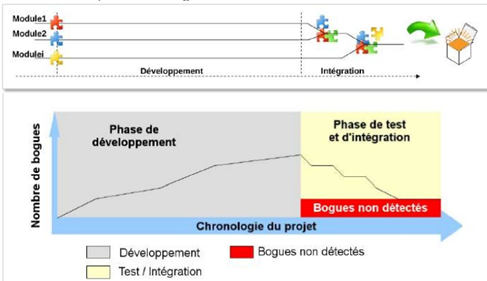 Module1
Module2
Modulei
Développement
Intégration
Phase de
développement
Phase de test
et d'intégration
Nombre de bogues
Bogues non détectés
Chronologie du projet
Développement
Bogues non détectés
Test / Intégration